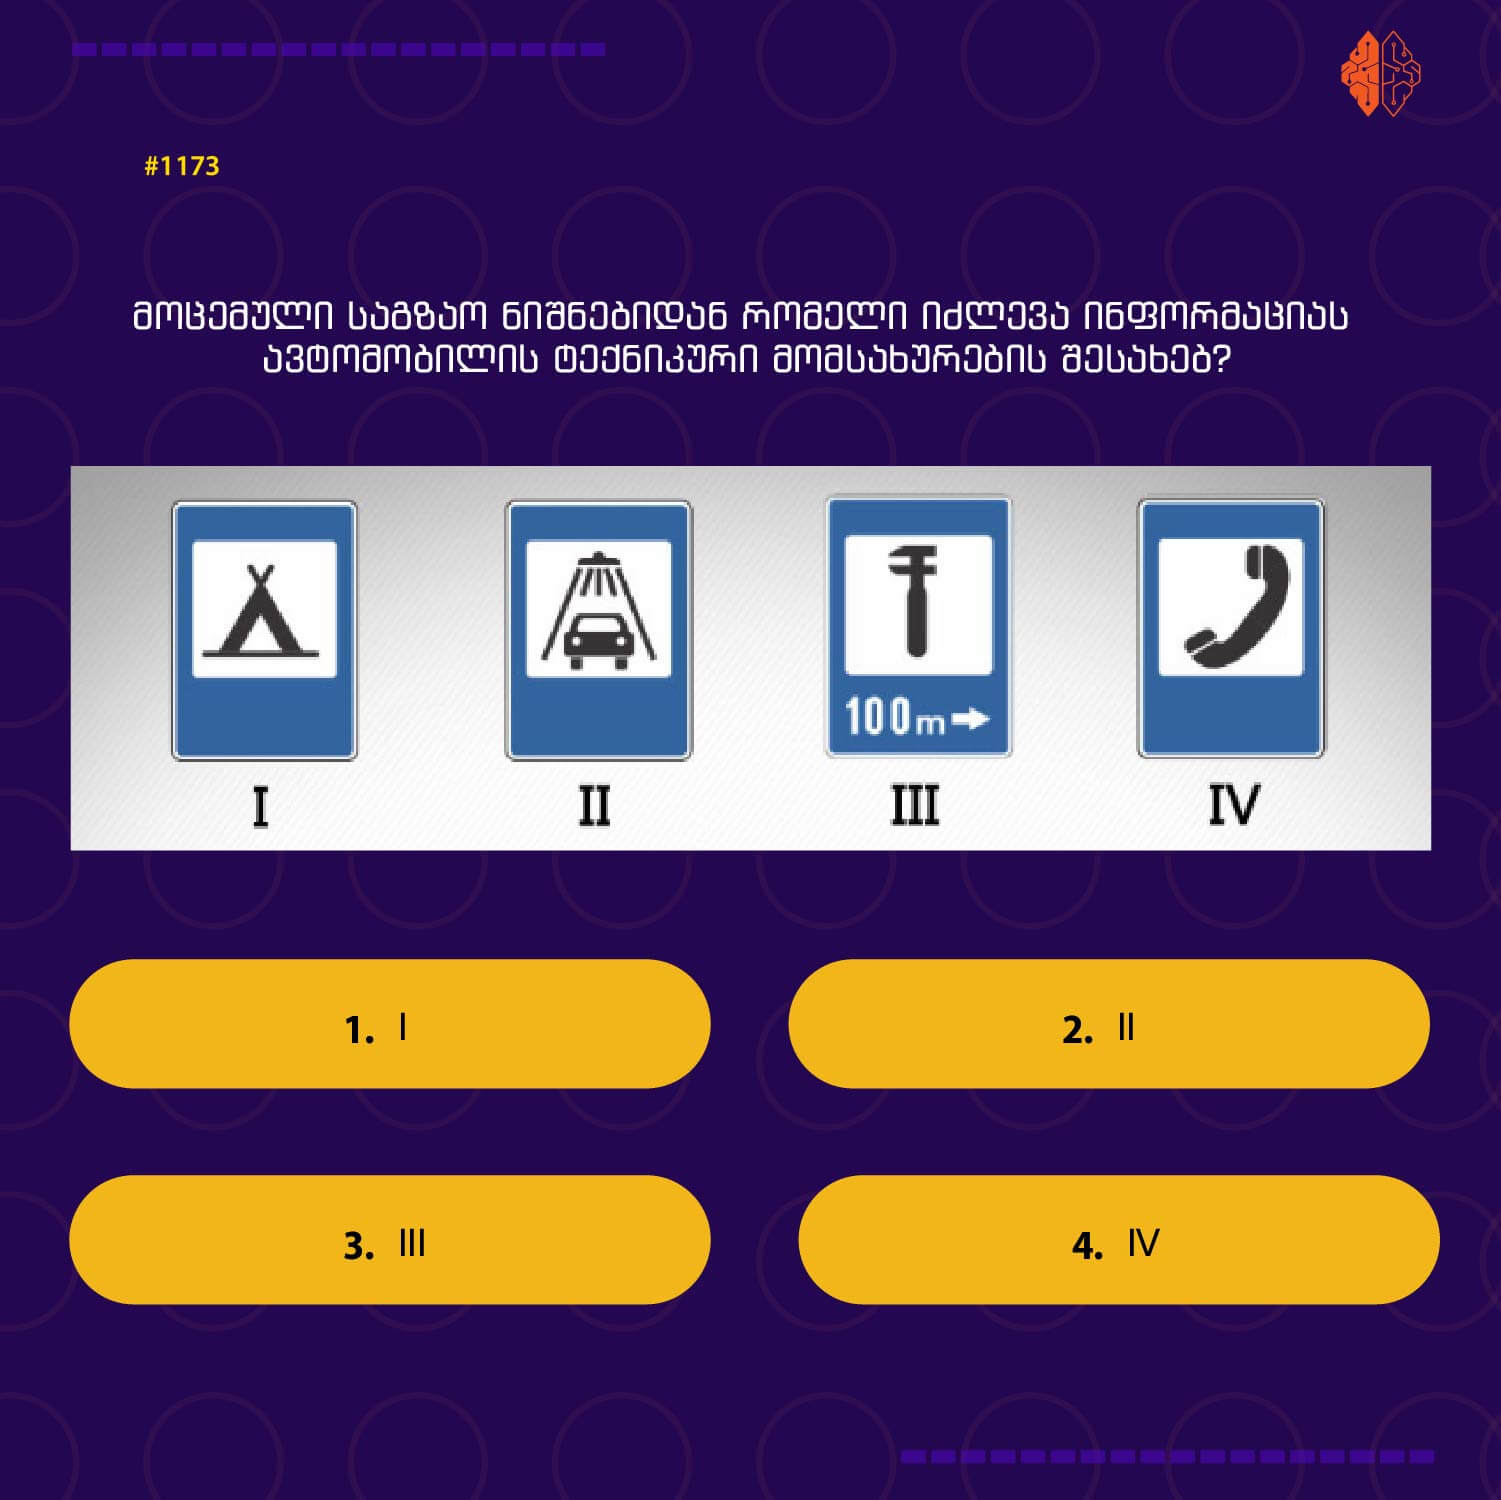 #1173
მოცემული საგზაო ნიშნებიდან რომელი იძლევა ინფორმაციას
ავტომობილის ტექნიკური მომსახურების შესახებ?
100m
I II III IV
1. I
2. II
3. III
4. IV